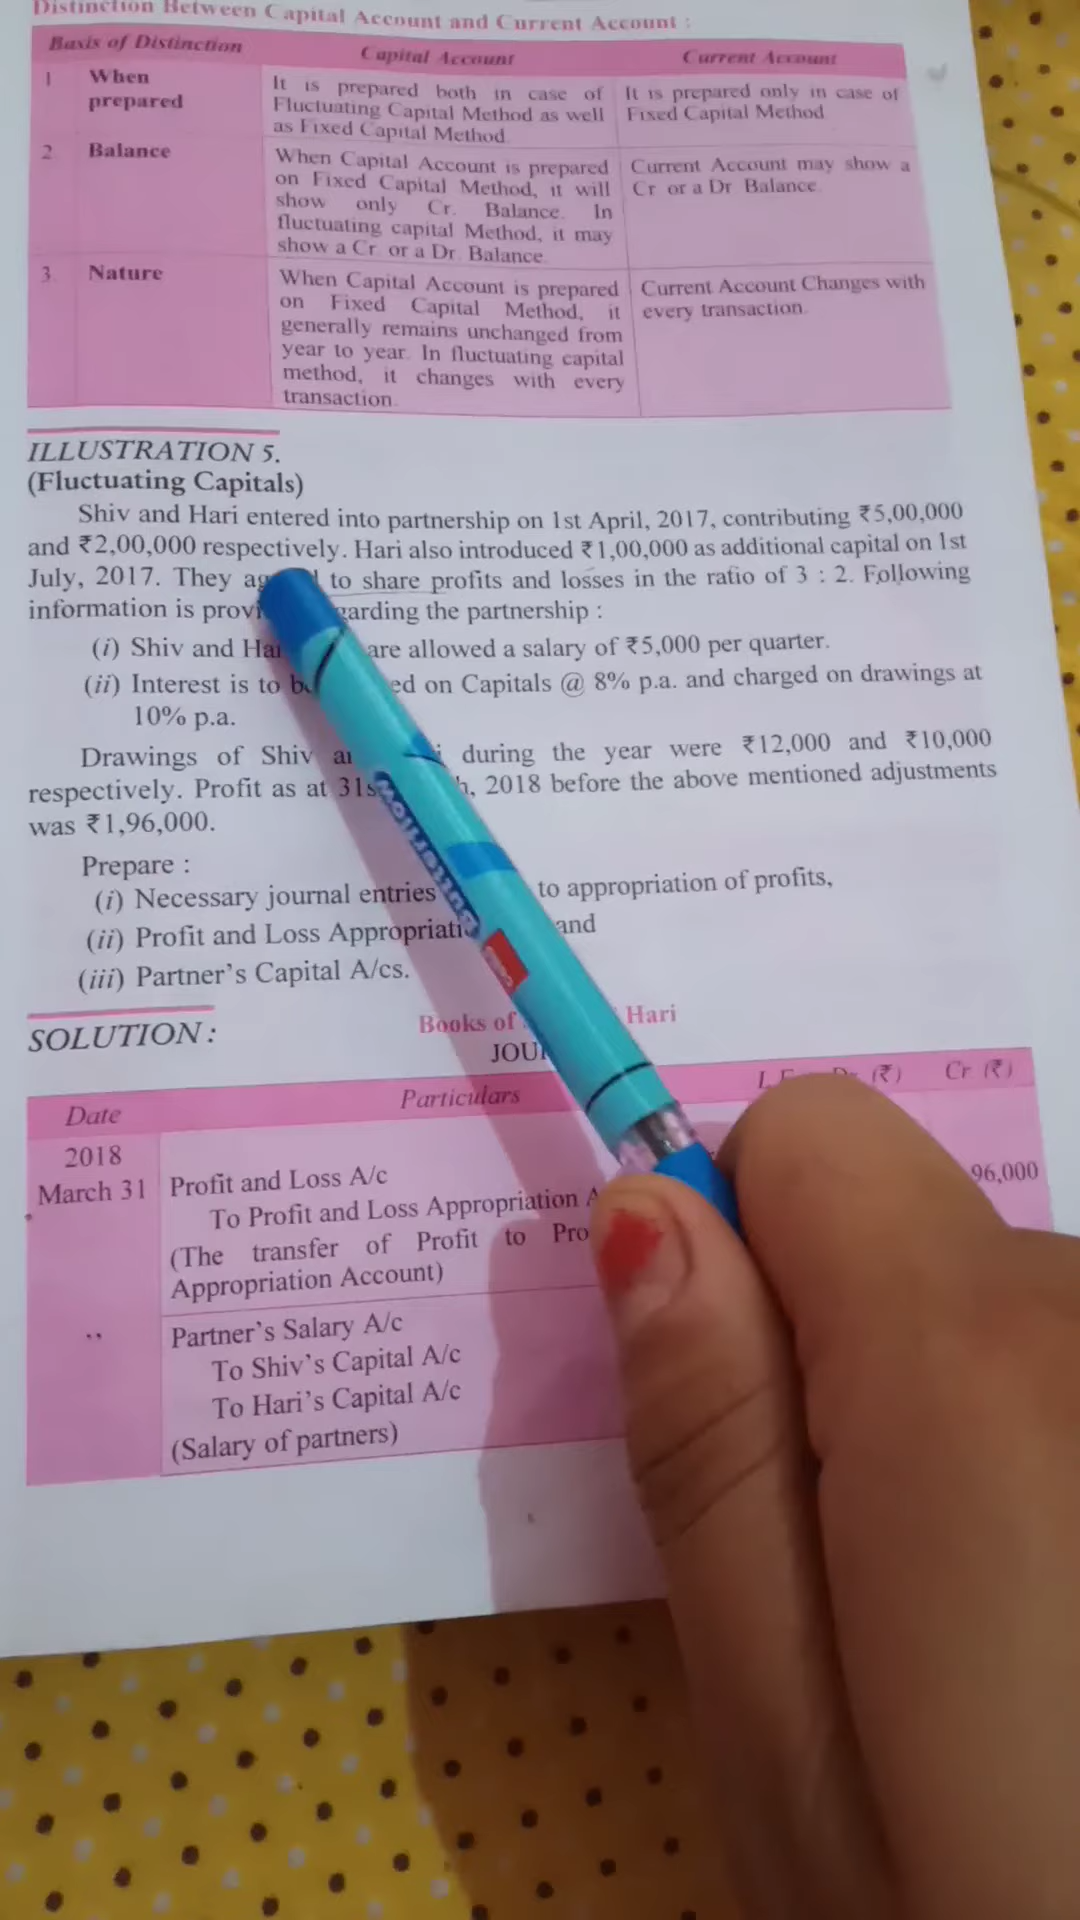 Distinction Between Capital Account and Current Account :
Basis of Distinction Capital Account Current Account
1 When prepared It is prepared both in case of Fluctuating Capital Method as well as Fixed Capital Method. It is prepared only in case of Fixed Capital Method
2 Balance When Capital Account is prepared on Fixed Capital Method, it will show only Cr. Balance. In fluctuating capital Method, it may show a Cr. or a Dr. Balance. Current Account may show a Cr or a Dr Balance.
3. Nature When Capital Account is prepared on Fixed Capital Method, it generally remains unchanged from year to year. In fluctuating capital method, it changes with every transaction. Current Account Changes with every transaction.
ILLUSTRATION 5.
(Fluctuating Capitals)
Shiv and Hari entered into partnership on 1st April, 2017, contributing ₹5,00,000
and ₹2,00,000 respectively. Hari also introduced ₹1,00,000 as additional capital on 1st
July, 2017. They to share profits and losses in the ratio of 3 : 2. Following
information is the partnership :
(i) Shiv and are allowed a salary of ₹5,000 per quarter.
(ii) Interest is to on Capitals @ 8% p.a. and charged on drawings at
10% p.a.
Drawings of Shiv during the year were ₹12,000 and ₹10,000
respectively. Profit as at 2018 before the above mentioned adjustments
was ₹1,96,000.
Prepare :
(i) Necessary journal entries to appropriation of profits,
(ii) Profit and Loss and
(iii) Partner's Capital A/cs.
SOLUTION :
Books of Hari
Date Particulars (₹) Cr (₹)
2018
March 31 Profit and Loss A/c 96,000
To Profit and Loss Appropriation
(The transfer of Profit to
Appropriation Account)
,, Partner's Salary A/c
To Shiv's Capital A/c
To Hari's Capital A/c
(Salary of partners)
Butterflow
cello